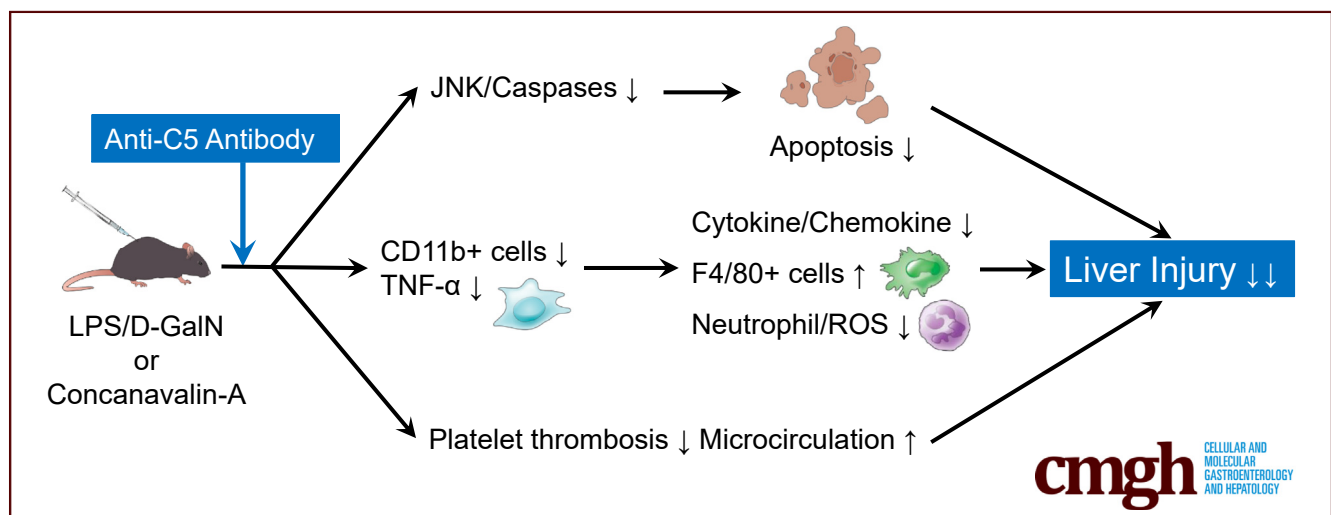 JNK/Caspases ↓
Anti-C5 Antibody
Apoptosis ↓
LPS/D-GalN
or
Concanavalin-A
CD11b+ cells ↓
TNF-α ↓
Cytokine/Chemokine ↓
F4/80+ cells ↑
Neutrophil/ROS ↓
Liver Injury ↓↓
Platelet thrombosis ↓ Microcirculation ↑
cmgh
CELLULAR AND
MOLECULAR
GASTROENTEROLOGY
AND HEPATOLOGY